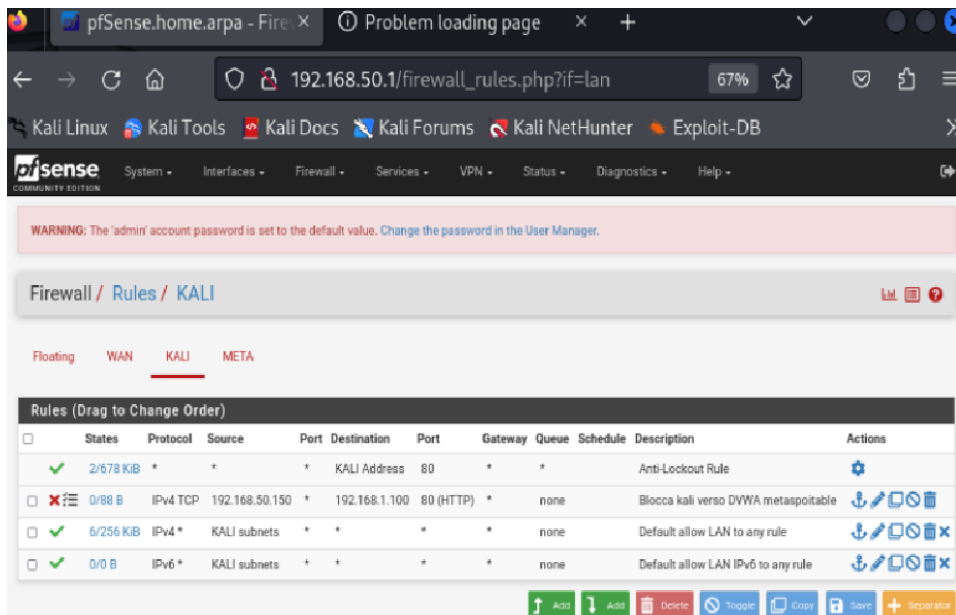 pfSense.home.arpa - Fire × Problem loading page × +
192.168.50.1/firewall_rules.php?if=lan 67%
Kali Linux Kali Tools Kali Docs Kali Forums Kali NetHunter Exploit-DB
pfsense System Interfaces Firewall Services VPN Status Diagnostics Help
COMMUNITY EDITION
WARNING: The 'admin' account password is set to the default value. Change the password in the User Manager.
Firewall / Rules / KALI
Floating WAN KALI META
Rules (Drag to Change Order)
States Protocol Source Port Destination Port Gateway Queue Schedule Description Actions
2/678 KiB * * * KALI Address 80 * * Anti-Lockout Rule
0/88 B IPv4 TCP 192.168.50.150 * 192.168.1.100 80 (HTTP) * none Blocca kali verso DVWA metaspoitable
6/256 KiB IPv4 * KALI subnets * * * * none Default allow LAN to any rule
0/0 B IPv6 * KALI subnets * * * * none Default allow LAN IPv6 to any rule
Add Add Delete Toggle Copy Save Separator